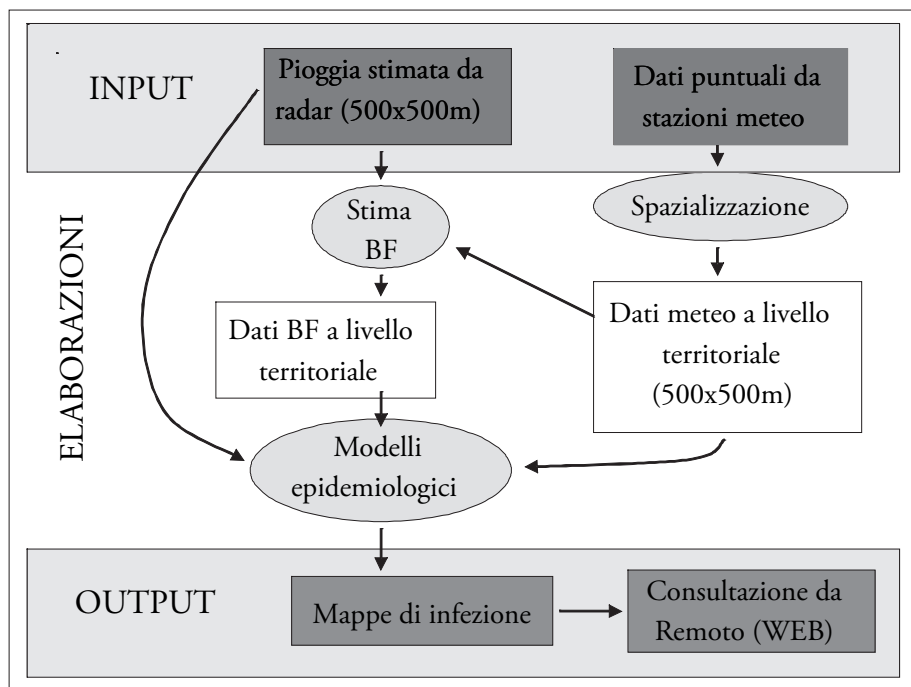 INPUT
Pioggia stimata da
radar (500x500m)
Dati puntuali da
stazioni meteo
ELABORAZIONI
Stima
BF
Spazializzazione
Dati BF a livello
territoriale
Dati meteo a livello
territoriale
(500x500m)
Modelli
epidemiologici
OUTPUT
Mappe di infezione
Consultazione da
Remoto (WEB)